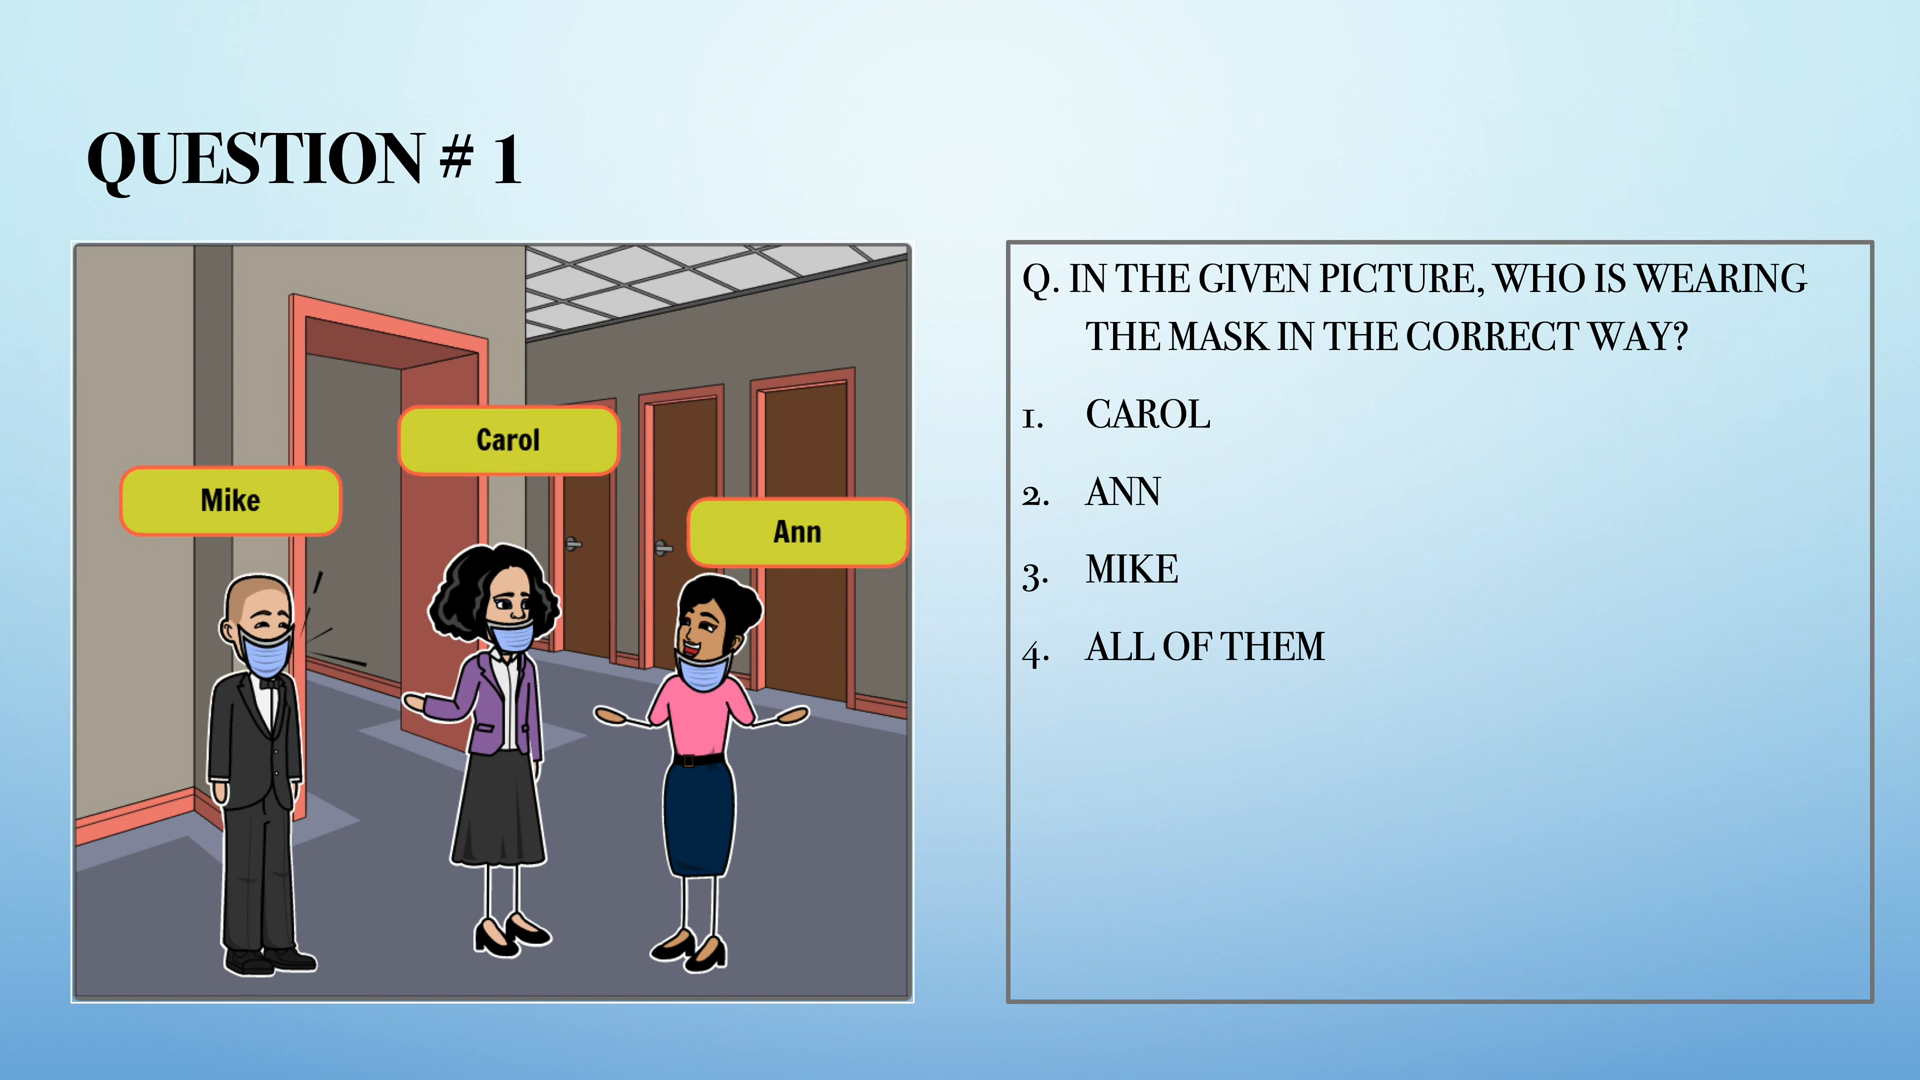 QUESTION # 1
Mike
Carol
Ann
Q. IN THE GIVEN PICTURE, WHO IS WEARING
THE MASK IN THE CORRECT WAY?
1. CAROL
2. ANN
3. MIKE
4. ALL OF THEM